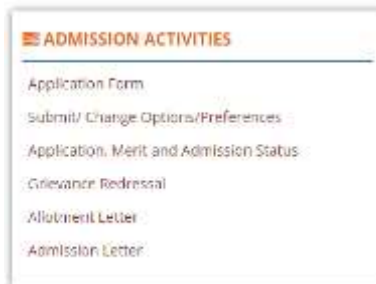 ADMISSION ACTIVITIES
Application Form
Submit/ Change Options/Preferences
Application, Merit and Admission Status
Grievance Redressal
Allotment Letter
Admission Letter